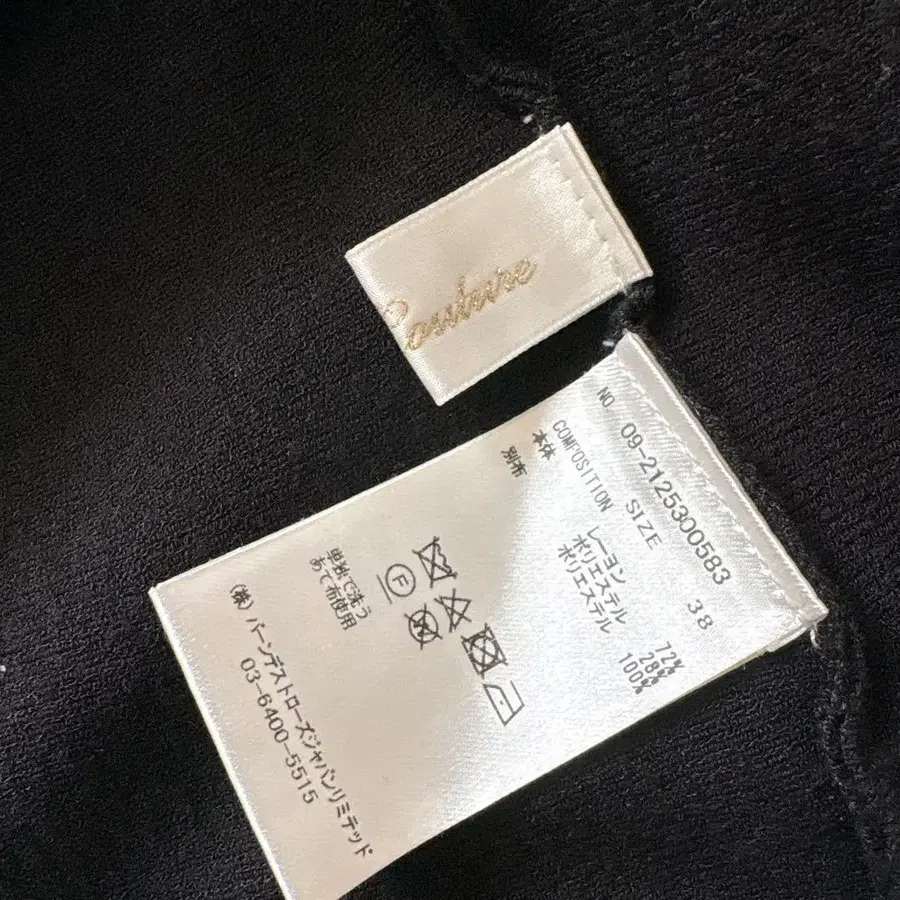 Couture
NO 09-2125300583
SIZE 38
COMPOSITION
本体 レーヨン 72%
ポリエステル 28%
別布 ポリエステル 100%
単独で洗う
あて布使用
(株) バーンデストローズジャパンリミテッド
03-6400-5515